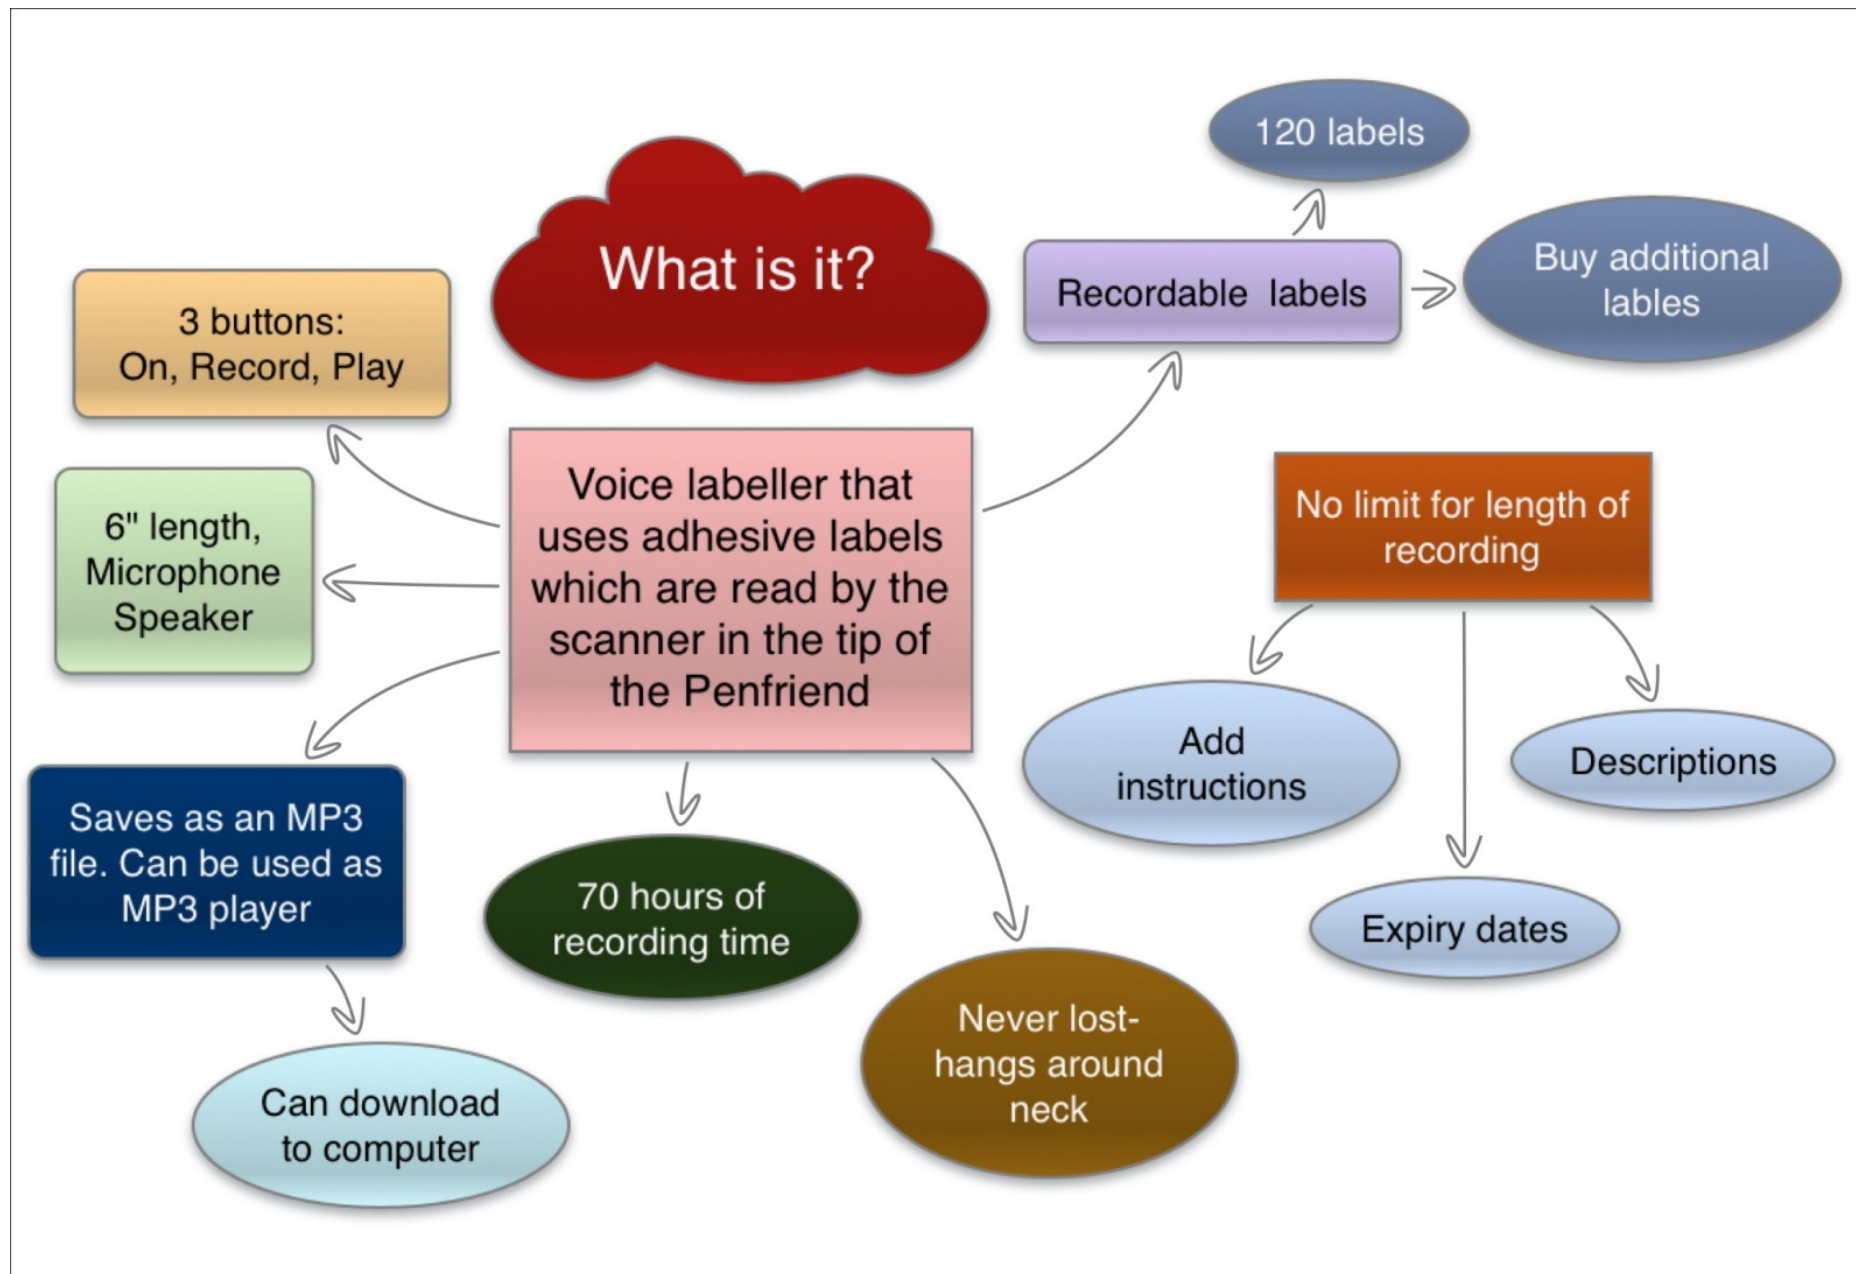 What is it?
3 buttons:
On, Record, Play
6" length,
Microphone
Speaker
Voice labeller that
uses adhesive labels
which are read by the
scanner in the tip of
the Penfriend
Saves as an MP3
file. Can be used as
MP3 player
Can download
to computer
70 hours of
recording time
Never lost-
hangs around
neck
Recordable labels
120 labels
Buy additional
lables
No limit for length of
recording
Add
instructions
Expiry dates
Descriptions